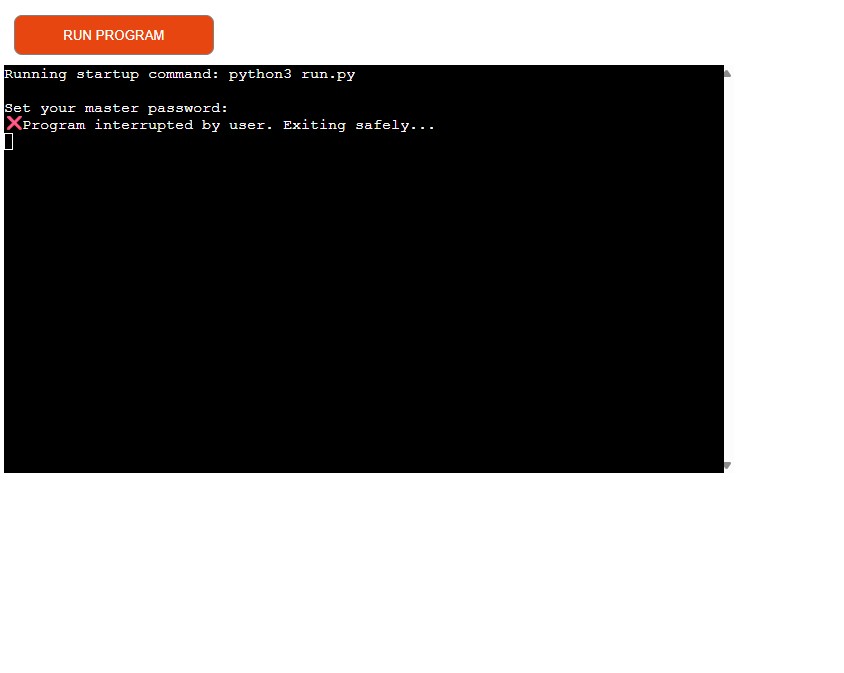 RUN PROGRAM
Running startup command: python3 run.py
Set your master password:
❌Program interrupted by user. Exiting safely...